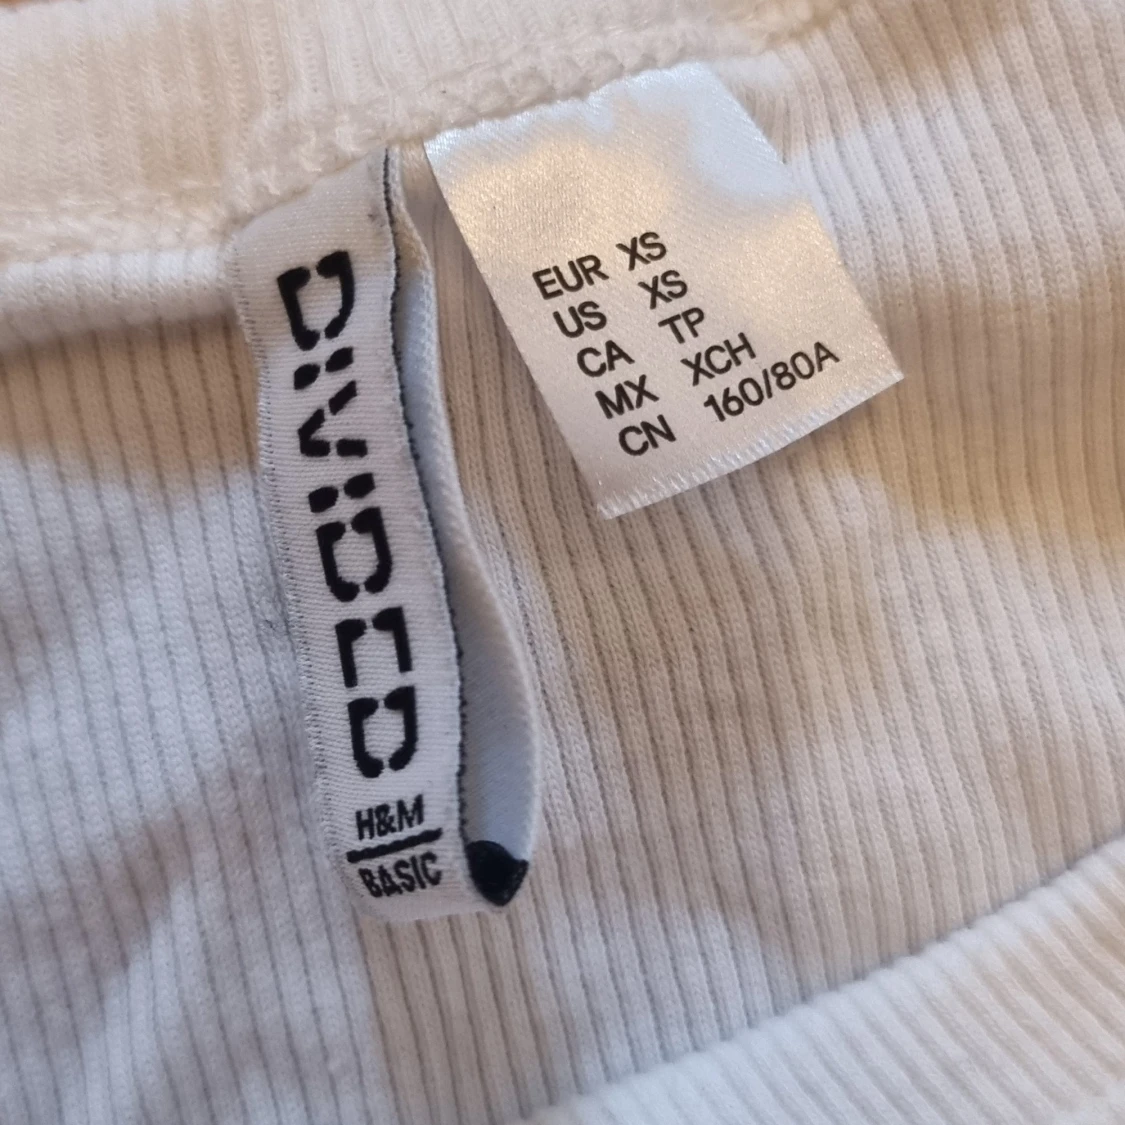 DIVIDED
H&M
BASIC
EUR XS
US XS
CA TP
MX XCH
CN 160/80A